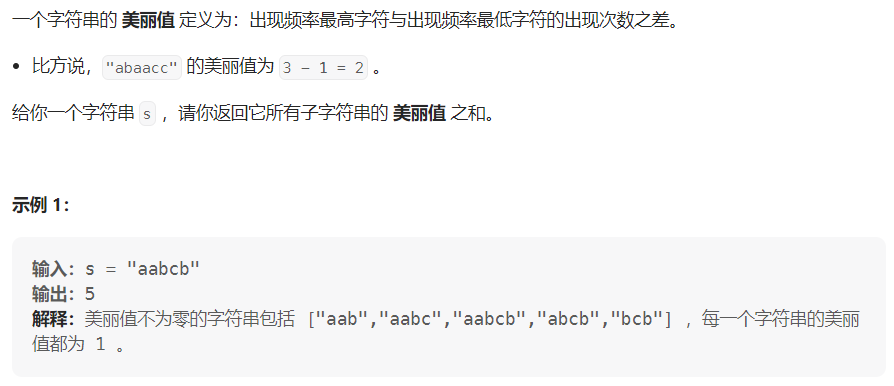 一个字符串的 美丽值 定义为：出现频率最高字符与出现频率最低字符的出现次数之差。
• 比方说，"abaacc" 的美丽值为 3 - 1 = 2 。
给你一个字符串 s ，请你返回它所有子字符串的 美丽值 之和。
示例 1：
输入：s = "aabcb"
输出：5
解释：美丽值不为零的字符串包括 ["aab","aabc","aabcb","abcb","bcb"] ，每一个字符串的美丽
值都为 1 。